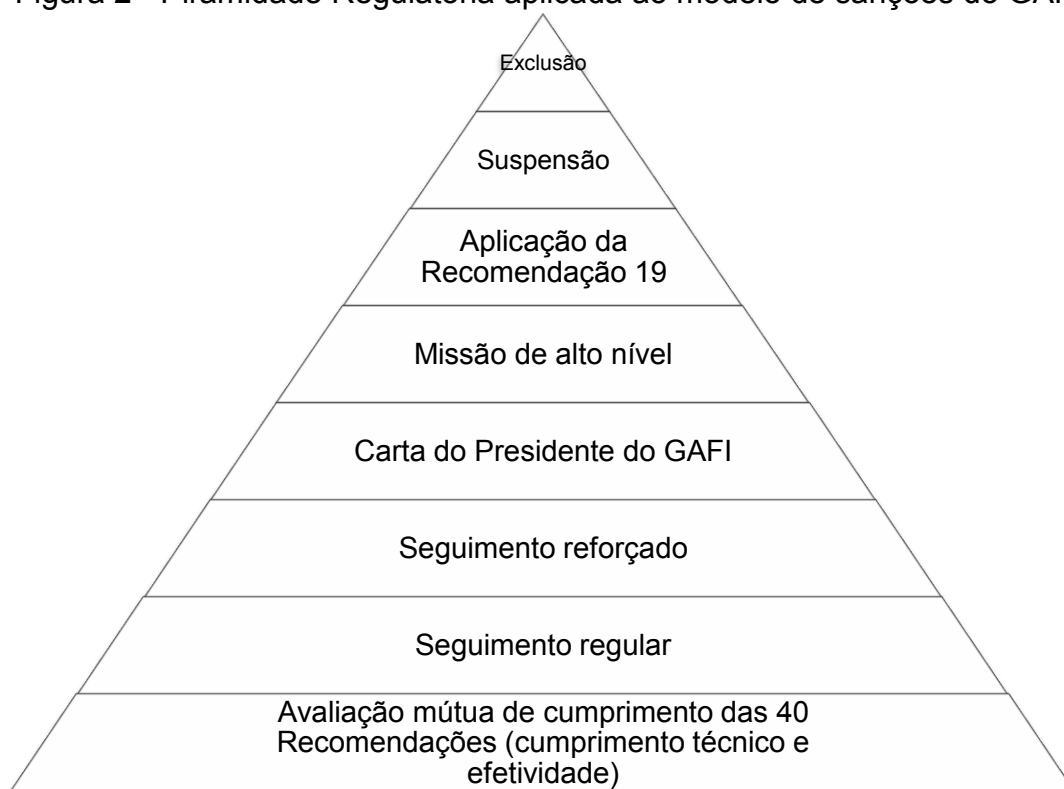 Figura 2 - Pirâmidade Regulatória aplicada ao modelo de sanções do GAFI
Exclusão
Suspensão
Aplicação da
Recomendação 19
Missão de alto nível
Carta do Presidente do GAFI
Seguimento reforçado
Seguimento regular
Avaliação mútua de cumprimento das 40
Recomendações (cumprimento técnico e
efetividade)